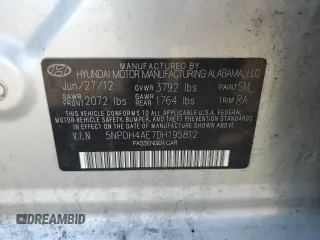 MANUFACTURED BY
HYUNDAI MOTOR MANUFACTURING ALABAMA, LLC
Jun/27/12 GVWR 3792 lbs PAINT 5M
GAWR FRONT 2072 lbs GAWR REAR 1764 lbs TRIM RA
THIS VEHICLE CONFORMS TO ALL APPLICABLE FEDERAL
MOTOR VEHICLE SAFETY, BUMPER, AND THEFT PREVENTION
STANDARDS IN EFFECT ON THE DATE OF MANUFACTURE SHOWN ABOVE.
V.I.N 5NPDH4AE7DH195812
PASSENGER CAR